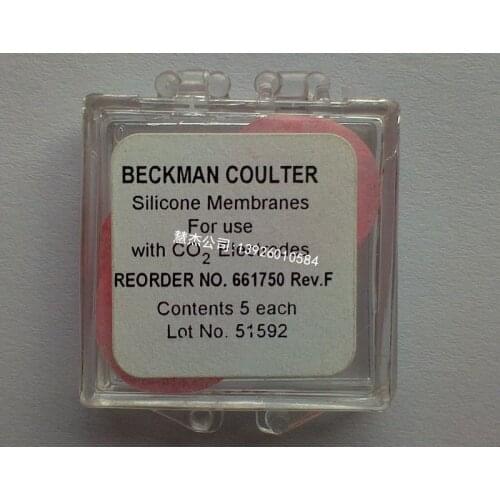 BECKMAN COULTER
Silicone Membranes
For use
with CO2 Electrodes
慧杰公司 13926010584
REORDER NO. 661750 Rev.F
Contents 5 each
Lot No. 51592